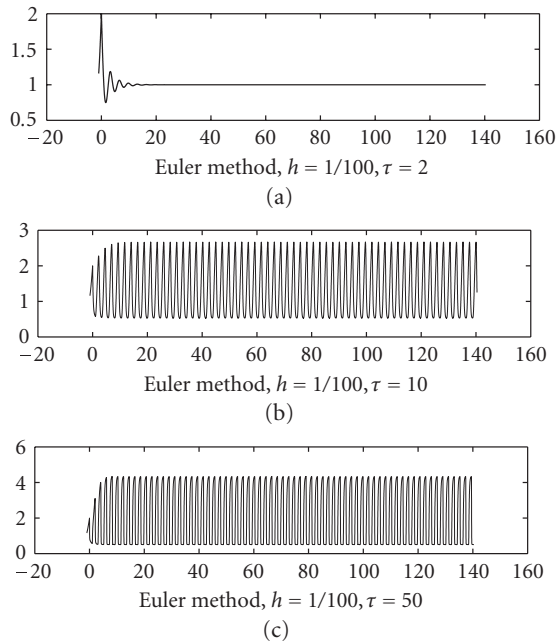 2
1.5
1
0.5
−20 0 20 40 60 80 100 120 140 160
Euler method, h = 1/100, τ = 2
(a)
3
2
1
0
−20 0 20 40 60 80 100 120 140 160
Euler method, h = 1/100, τ = 10
(b)
6
4
2
0
−20 0 20 40 60 80 100 120 140 160
Euler method, h = 1/100, τ = 50
(c)